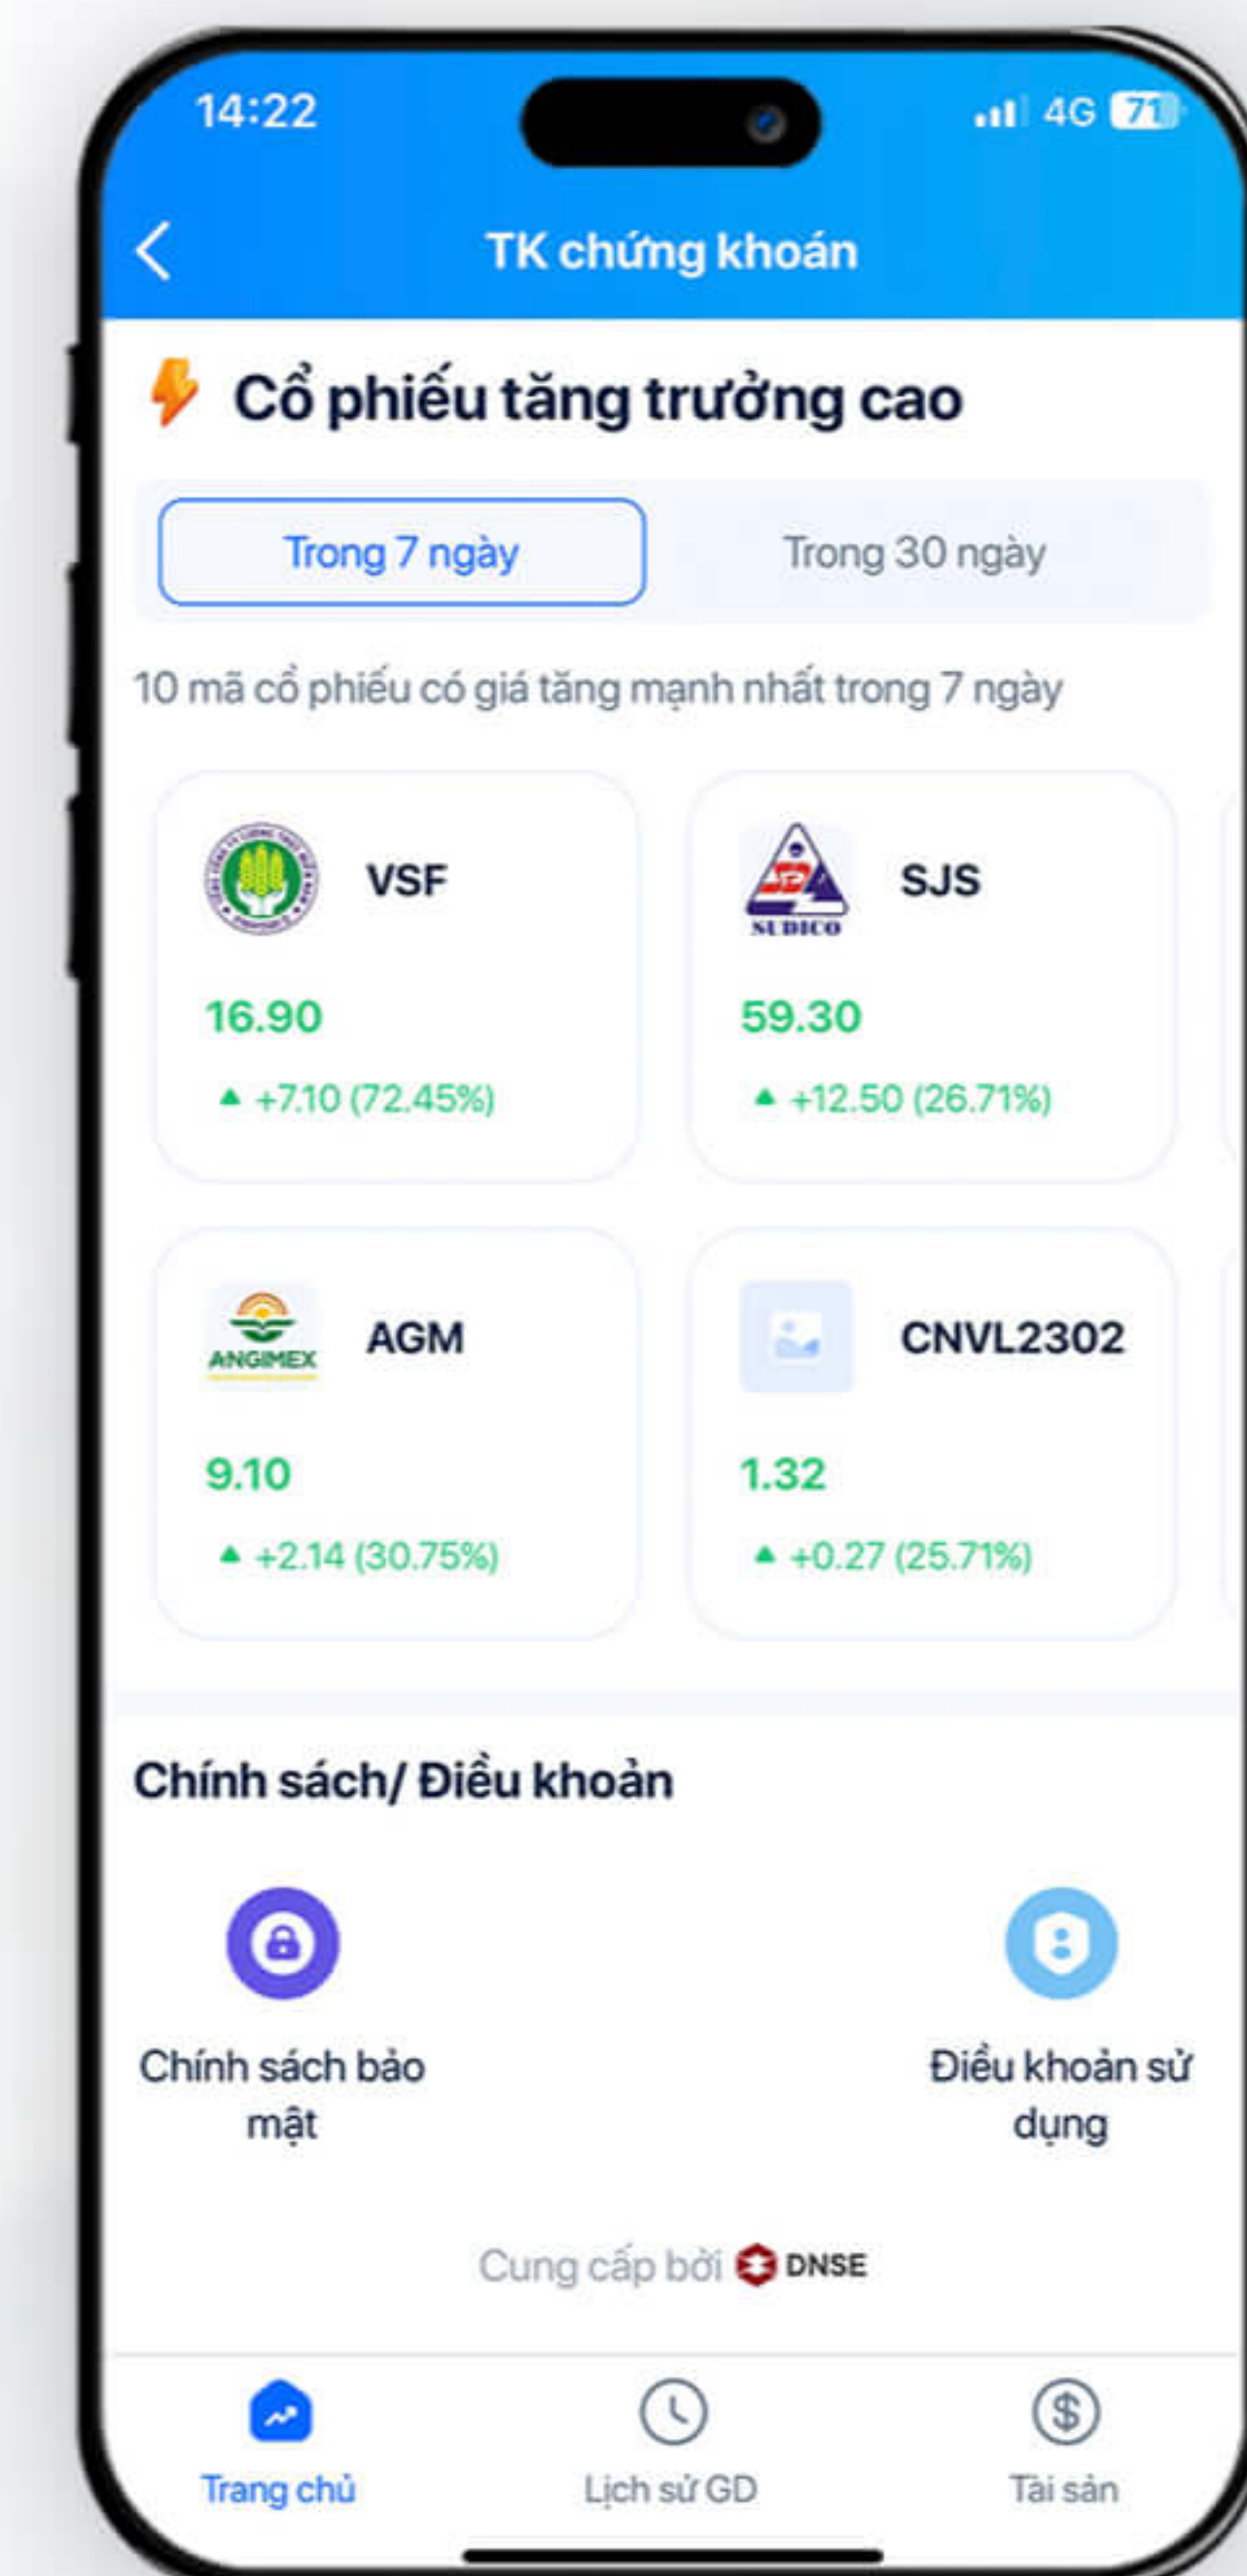 14:22
4G 71
TK chứng khoán
Cổ phiếu tăng trưởng cao
Trong 7 ngày
Trong 30 ngày
10 mã cổ phiếu có giá tăng mạnh nhất trong 7 ngày
VSF
16.90
+7.10 (72.45%)
SUDICO
SJS
59.30
+12.50 (26.71%)
ANGIMEX
AGM
9.10
+2.14 (30.75%)
CNVL2302
1.32
+0.27 (25.71%)
Chính sách/ Điều khoản
Chính sách bảo
mật
Điều khoản sử
dụng
Cung cấp bởi DNSE
Trang chủ
Lịch sử GD
Tài sản